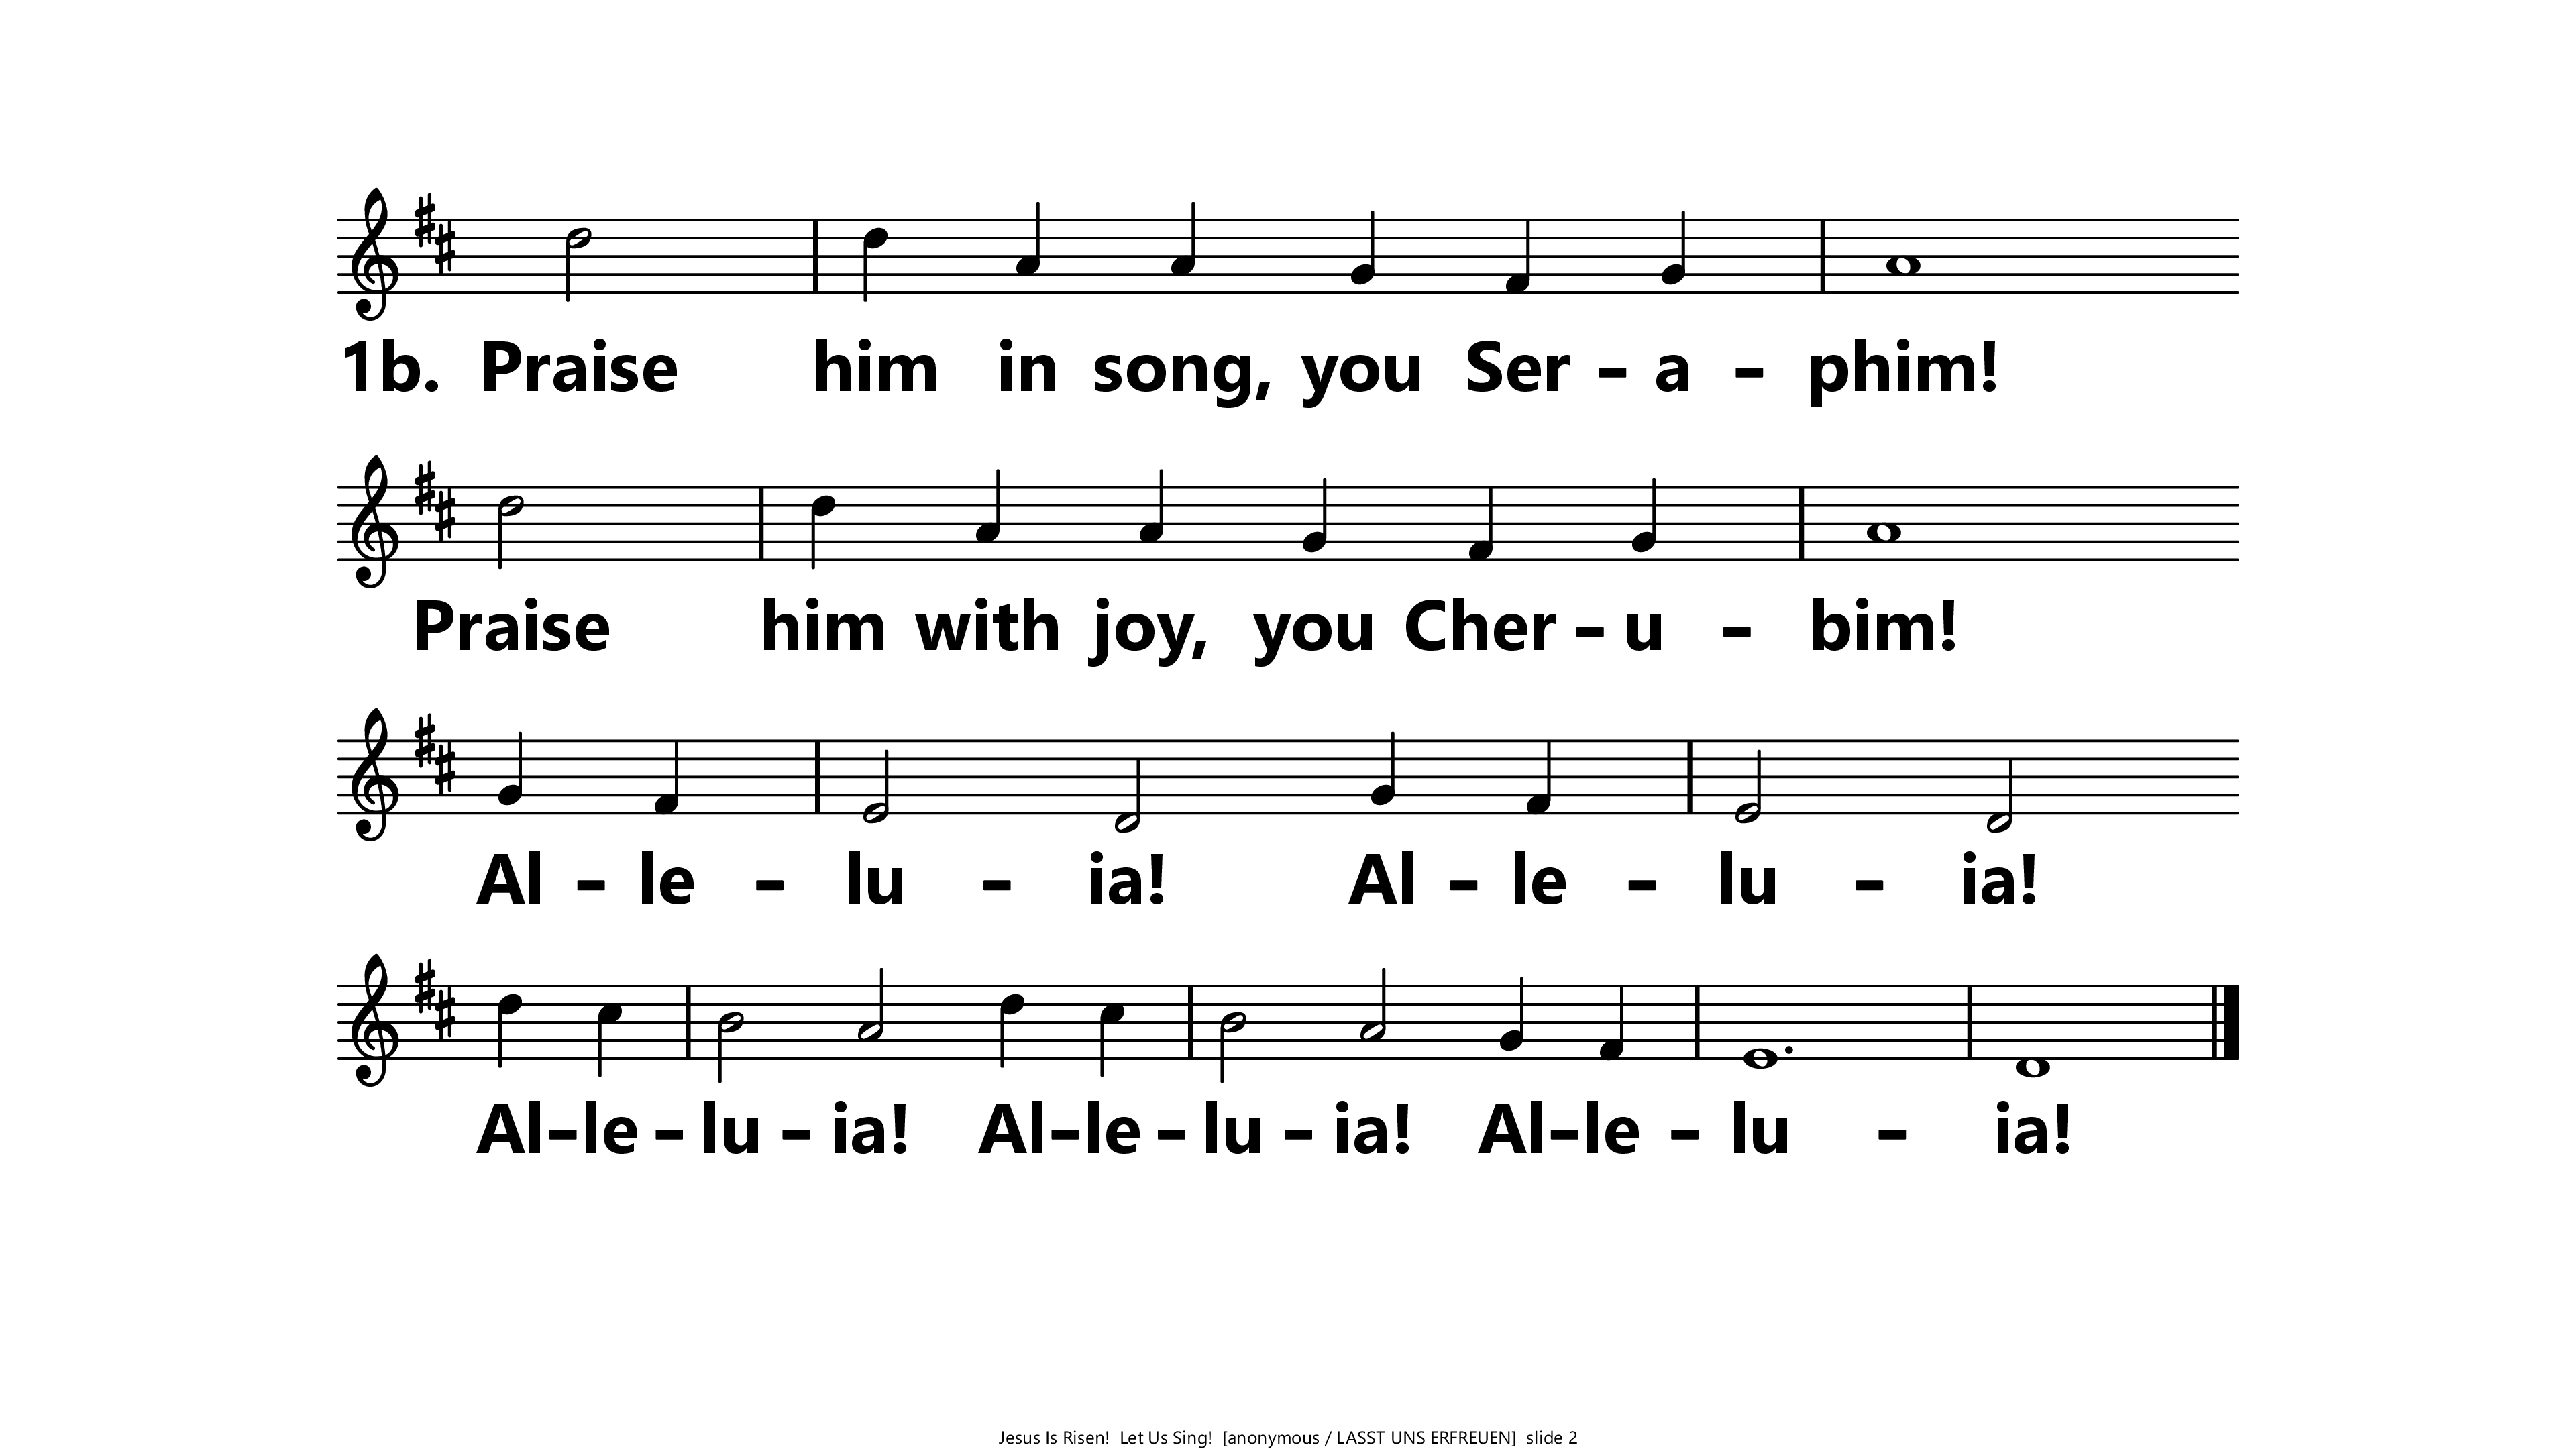 1b. Praise him in song, you Ser - a - phim!
Praise him with joy, you Cher - u - bim!
Al - le - lu - ia! Al - le - lu - ia!
Al-le - lu - ia! Al-le - lu - ia! Al-le - lu - ia!
Jesus Is Risen! Let Us Sing! [anonymous / LASST UNS ERFREUEN] slide 2